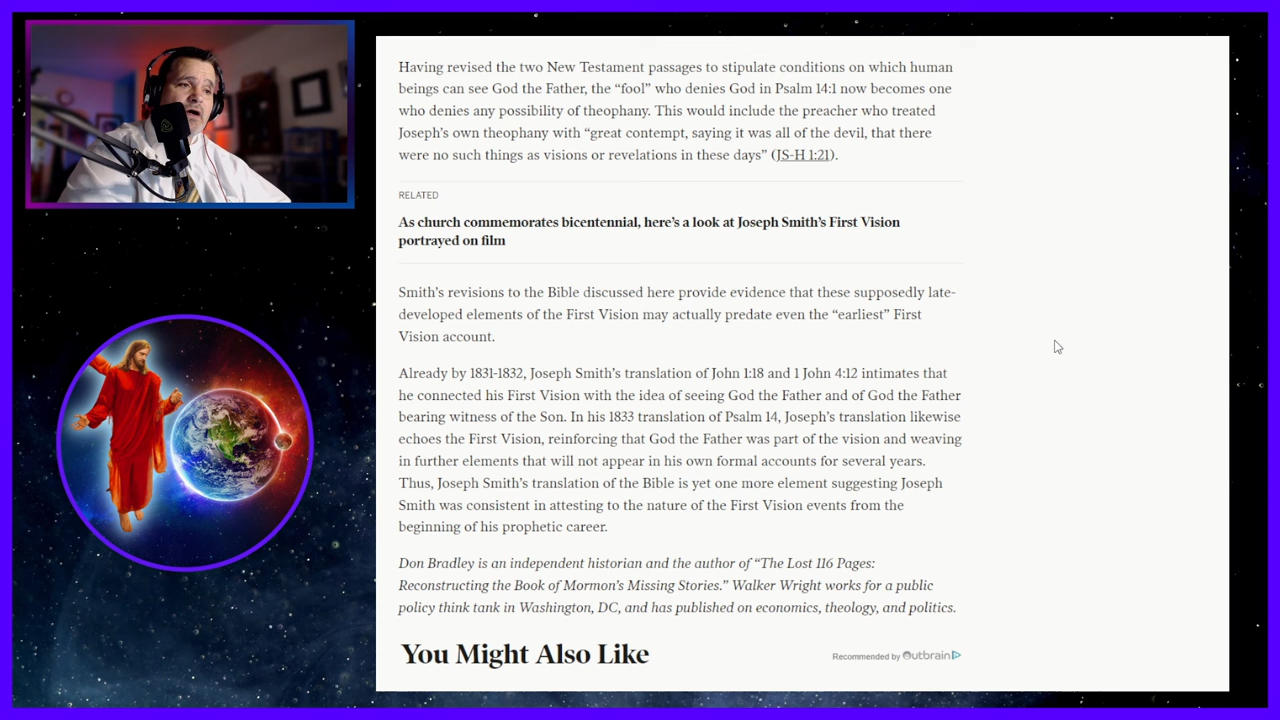 Having revised the two New Testament passages to stipulate conditions on which human
beings can see God the Father, the “fool” who denies God in Psalm 14:1 now becomes one
who denies any possibility of theophany. This would include the preacher who treated
Joseph’s own theophany with “great contempt, saying it was all of the devil, that there
were no such things as visions or revelations in these days” (JS-H 1:21).
RELATED
As church commemorates bicentennial, here’s a look at Joseph Smith’s First Vision
portrayed on film
Smith’s revisions to the Bible discussed here provide evidence that these supposedly late-
developed elements of the First Vision may actually predate even the “earliest” First
Vision account.
Already by 1831-1832, Joseph Smith’s translation of John 1:18 and 1 John 4:12 intimates that
he connected his First Vision with the idea of seeing God the Father and of God the Father
bearing witness of the Son. In his 1833 translation of Psalm 14, Joseph’s translation likewise
echoes the First Vision, reinforcing that God the Father was part of the vision and weaving
in further elements that will not appear in his own formal accounts for several years.
Thus, Joseph Smith’s translation of the Bible is yet one more element suggesting Joseph
Smith was consistent in attesting to the nature of the First Vision events from the
beginning of his prophetic career.
Don Bradley is an independent historian and the author of “The Lost 116 Pages:
Reconstructing the Book of Mormon’s Missing Stories.” Walker Wright works for a public
policy think tank in Washington, DC, and has published on economics, theology, and politics.
You Might Also Like
Recommended by Outbrain